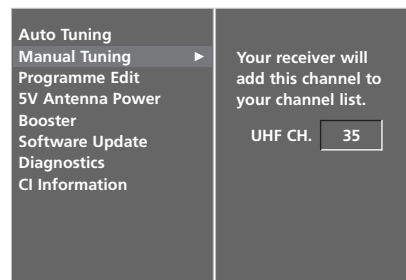 Auto Tuning
Manual Tuning ▶
Programme Edit
5V Antenna Power
Booster
Software Update
Diagnostics
CI Information
Your receiver will
add this channel to
your channel list.
UHF CH. 35